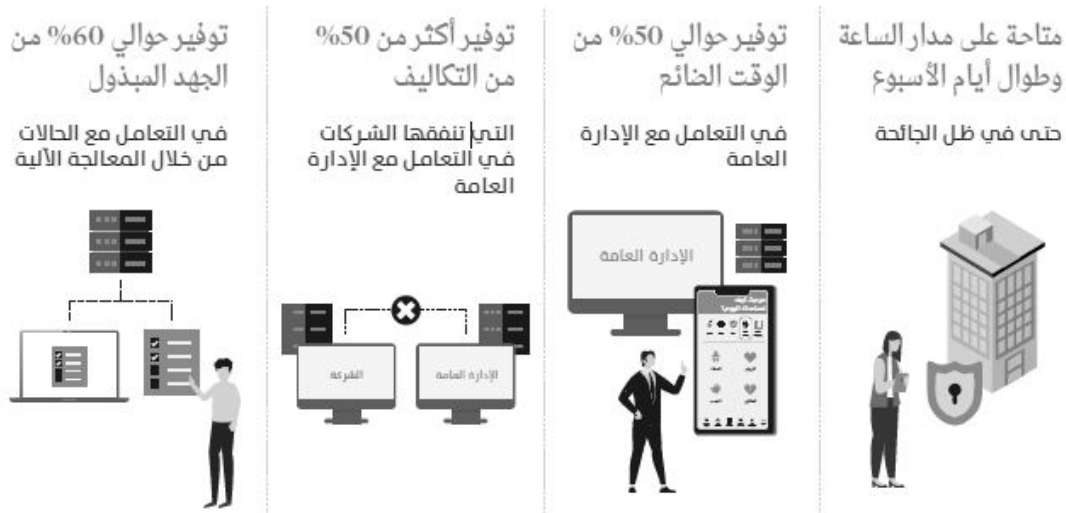 متاحة على مدار الساعة
وطوال أيام الأسبوع
حتى في ظل الجائحة
توفير حوالي 50% من
الوقت الضائع
في التعامل مع الإدارة
العامة
الإدارة العامة
توفير أكثر من 50%
من التكاليف
التي تنفقها الشركات
في التعامل مع الإدارة
العامة
الشركة
الإدارة العامة
توفير حوالي 60% من
الجهد المبذول
في التعامل مع الحالات
من خلال المعالجة الآلية